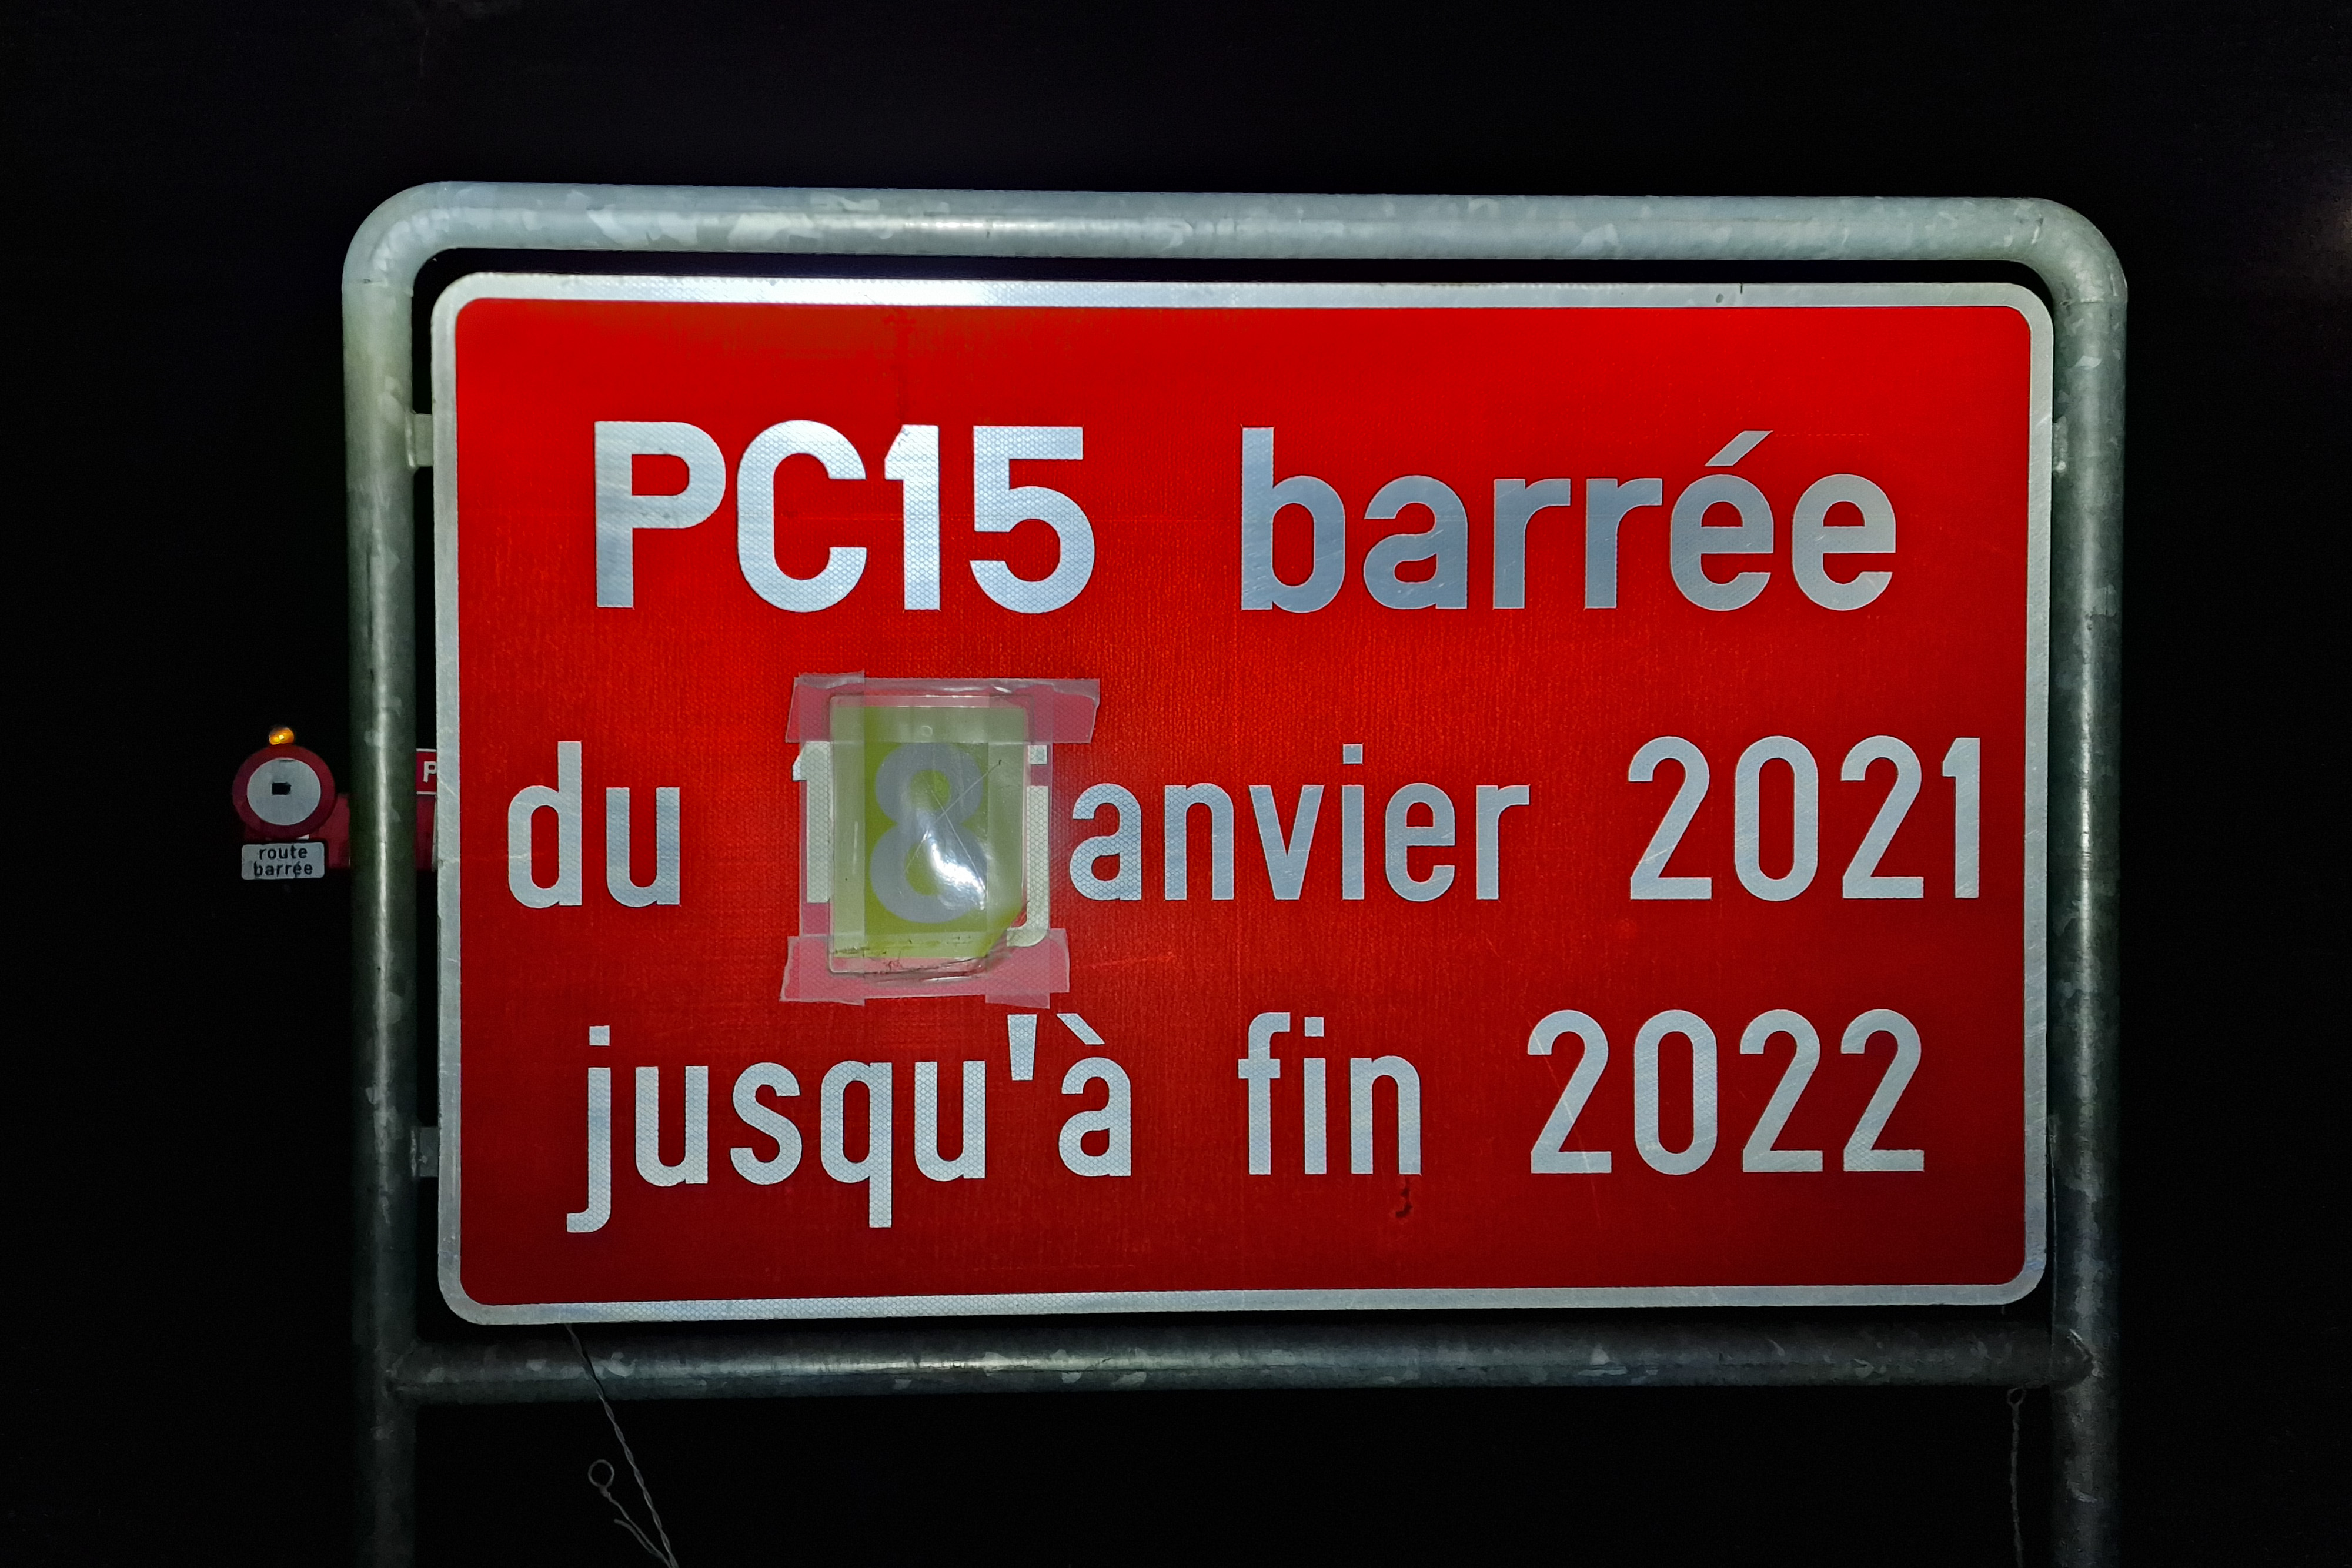 PC15 barrée
du 18 janvier 2021
jusqu'à fin 2022
route
barrée